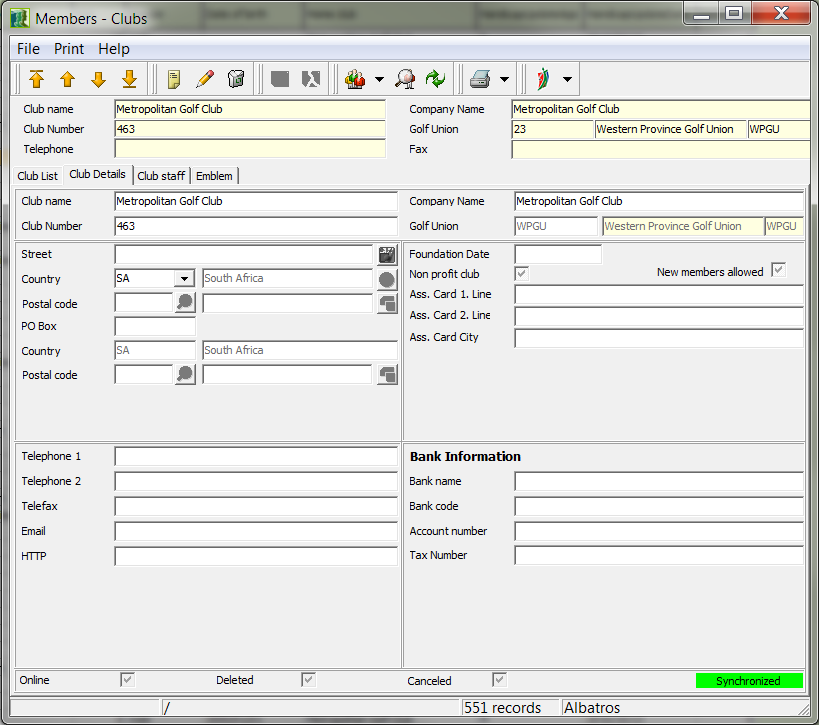 Members - Clubs
File Print Help
Club name Metropolitan Golf Club Company Name Metropolitan Golf Club
Club Number 463 Golf Union 23 Western Province Golf Union WPGU
Telephone Fax
Club List Club Details Club staff Emblem
Club name Metropolitan Golf Club Company Name Metropolitan Golf Club
Club Number 463 Golf Union WPGU Western Province Golf Union WPGU
Street Foundation Date
Country SA South Africa Non profit club New members allowed
Postal code Ass. Card 1. Line
PO Box Ass. Card 2. Line
Country SA South Africa Ass. Card City
Postal code
Telephone 1 Bank Information
Telephone 2 Bank name
Telefax Bank code
Email Account number
HTTP Tax Number
Online Deleted Canceled Synchronized
/ 551 records Albatros